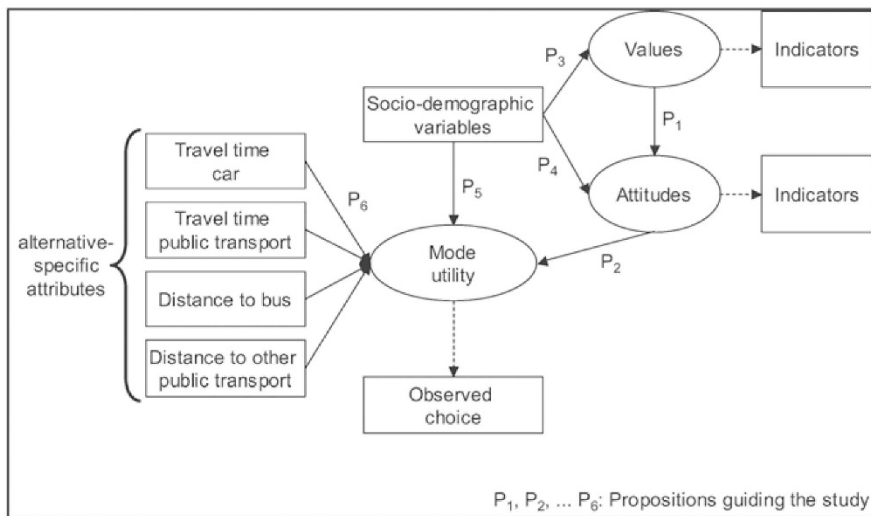 Values
Indicators
P₃
Socio-demographic
variables
P₁
Travel time
car
P₄
P₅
Attitudes
Indicators
P₆
Travel time
public transport
alternative-
specific
attributes
Mode
utility
P₂
Distance to bus
Distance to other
public transport
Observed
choice
P₁, P₂, ... P₆: Propositions guiding the study